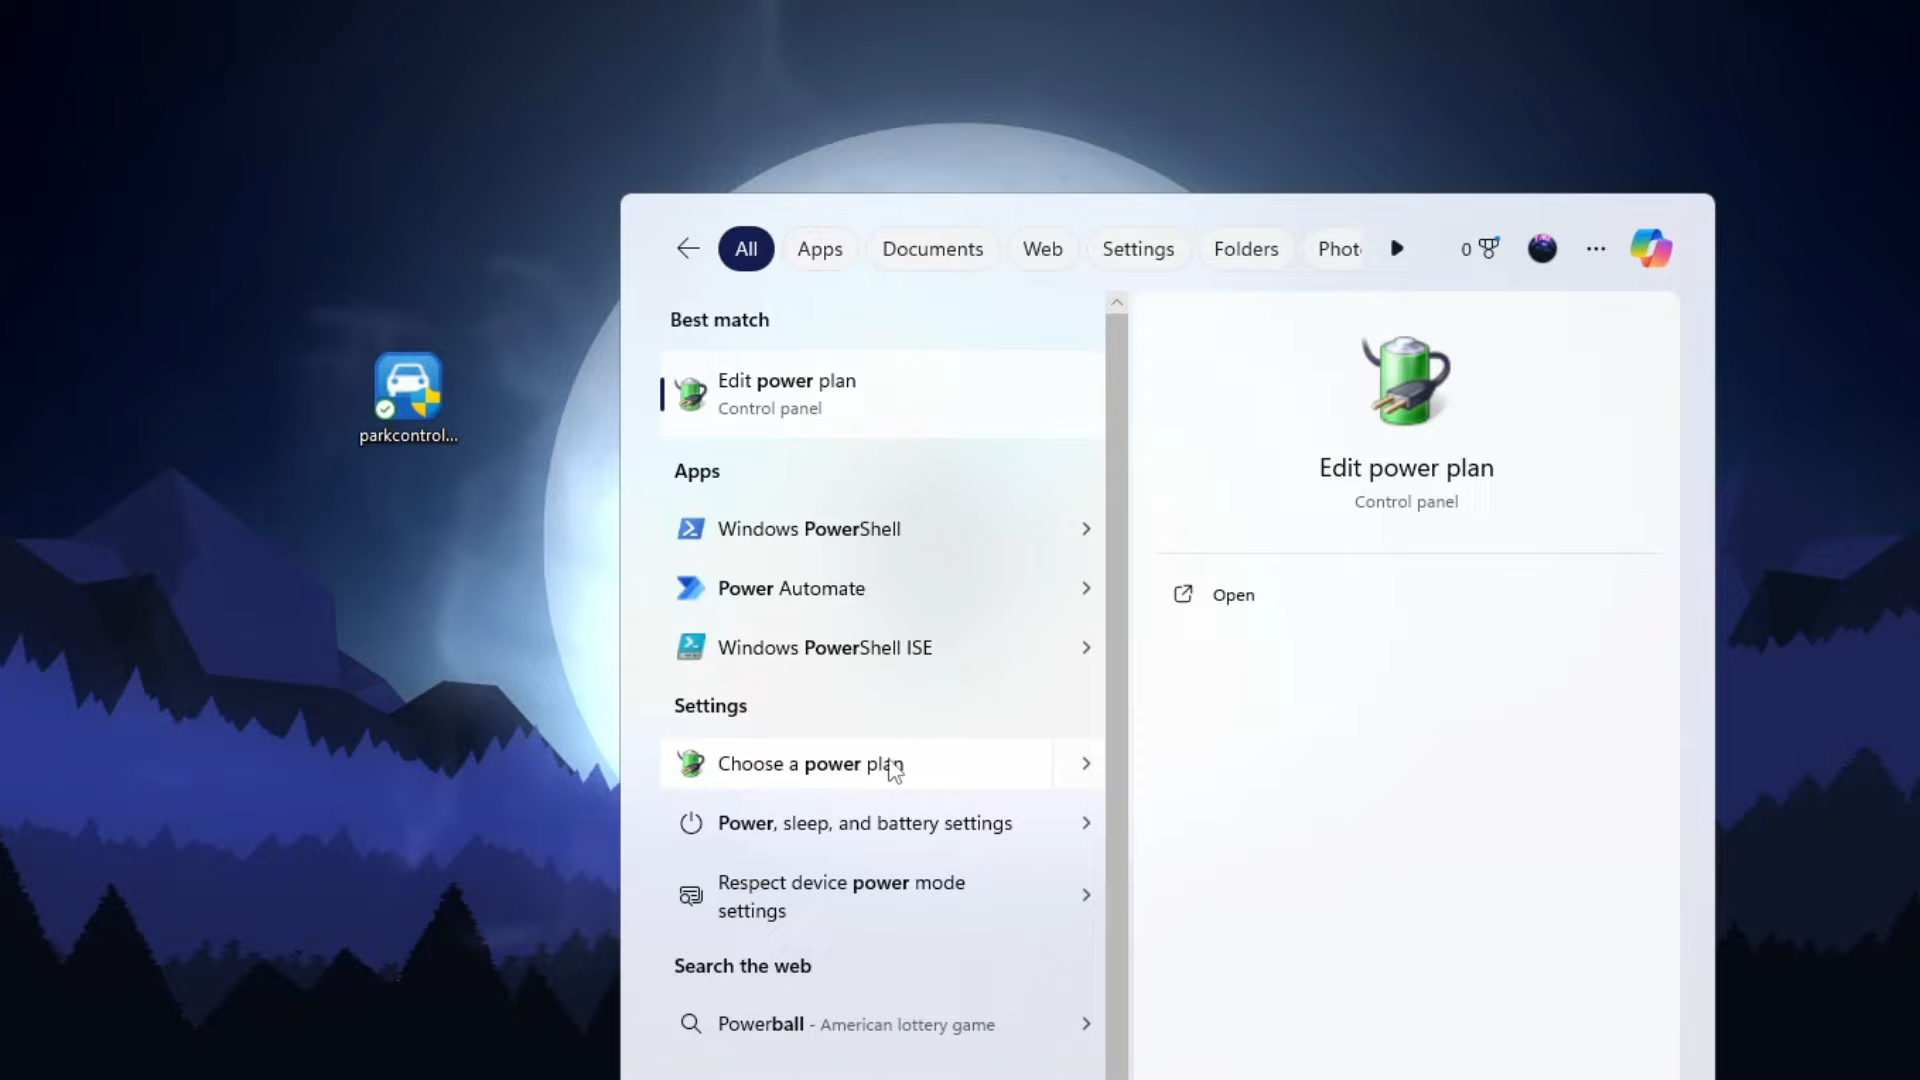 All
Apps
Documents
Web
Settings
Folders
Phot
0
Best match
Edit power plan
Control panel
Apps
Windows PowerShell
Power Automate
Windows PowerShell ISE
Settings
Choose a power plan
Power, sleep, and battery settings
Respect device power mode
settings
Search the web
Powerball - American lottery game
Edit power plan
Control panel
Open
parkcontrol...